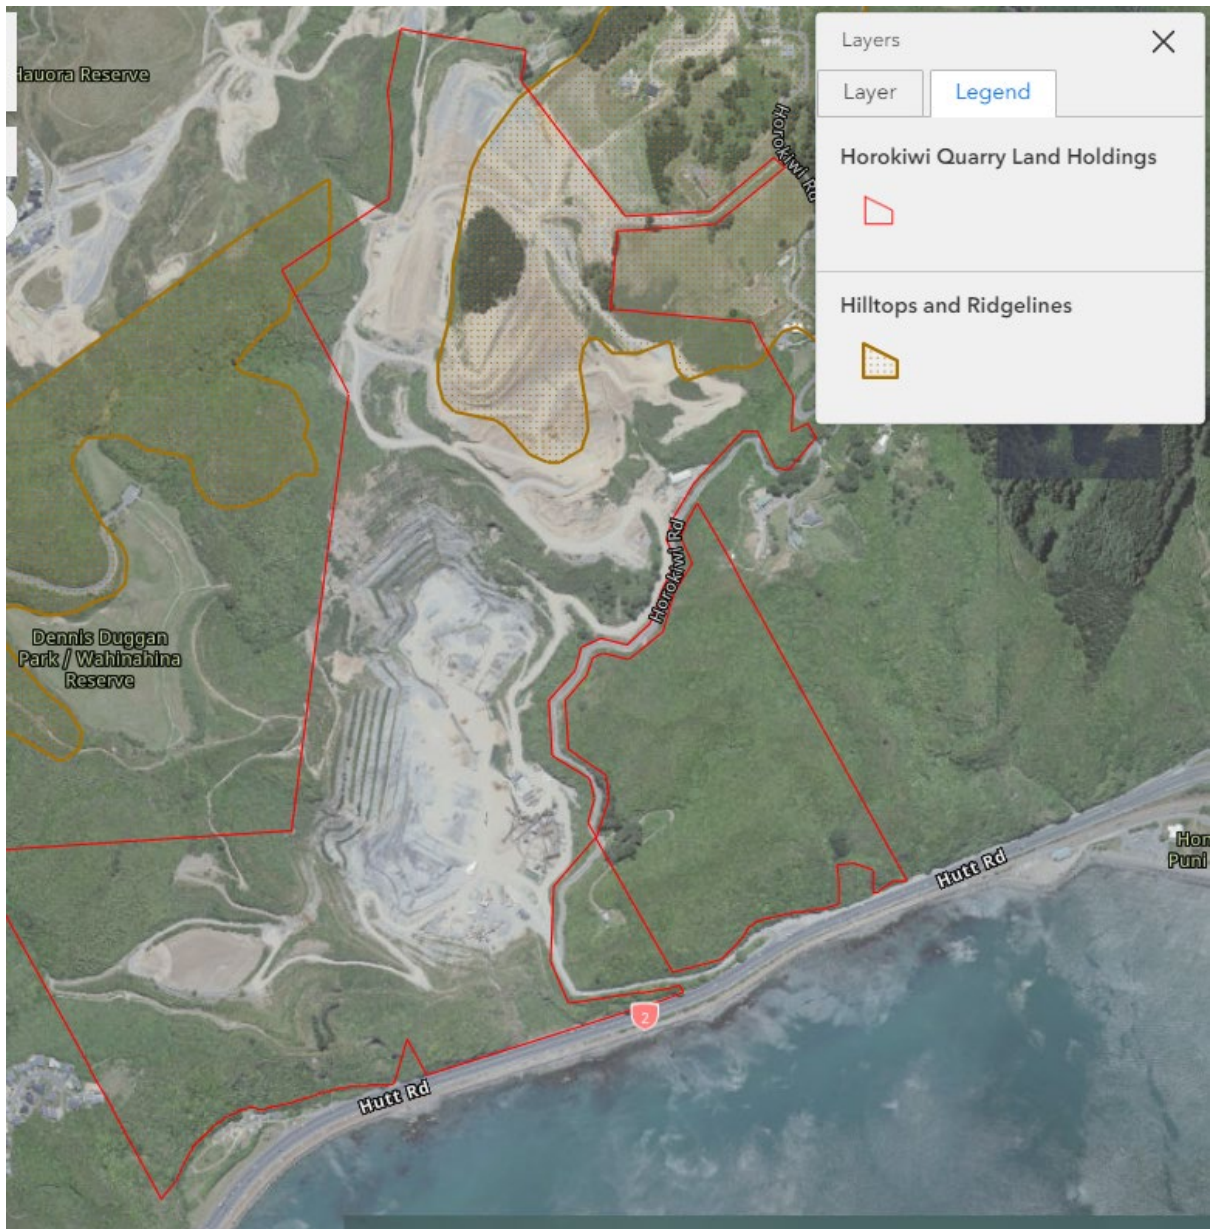 Hauora Reserve
Layers
Layer
Legend
Horokiwi Quarry Land Holdings
Hilltops and Ridgelines
Horokiwi Rd
Horokiwi Rd
Dennis Duggan
Park / Wahinahina
Reserve
Hutt Rd
Puni
2
Hutt Rd